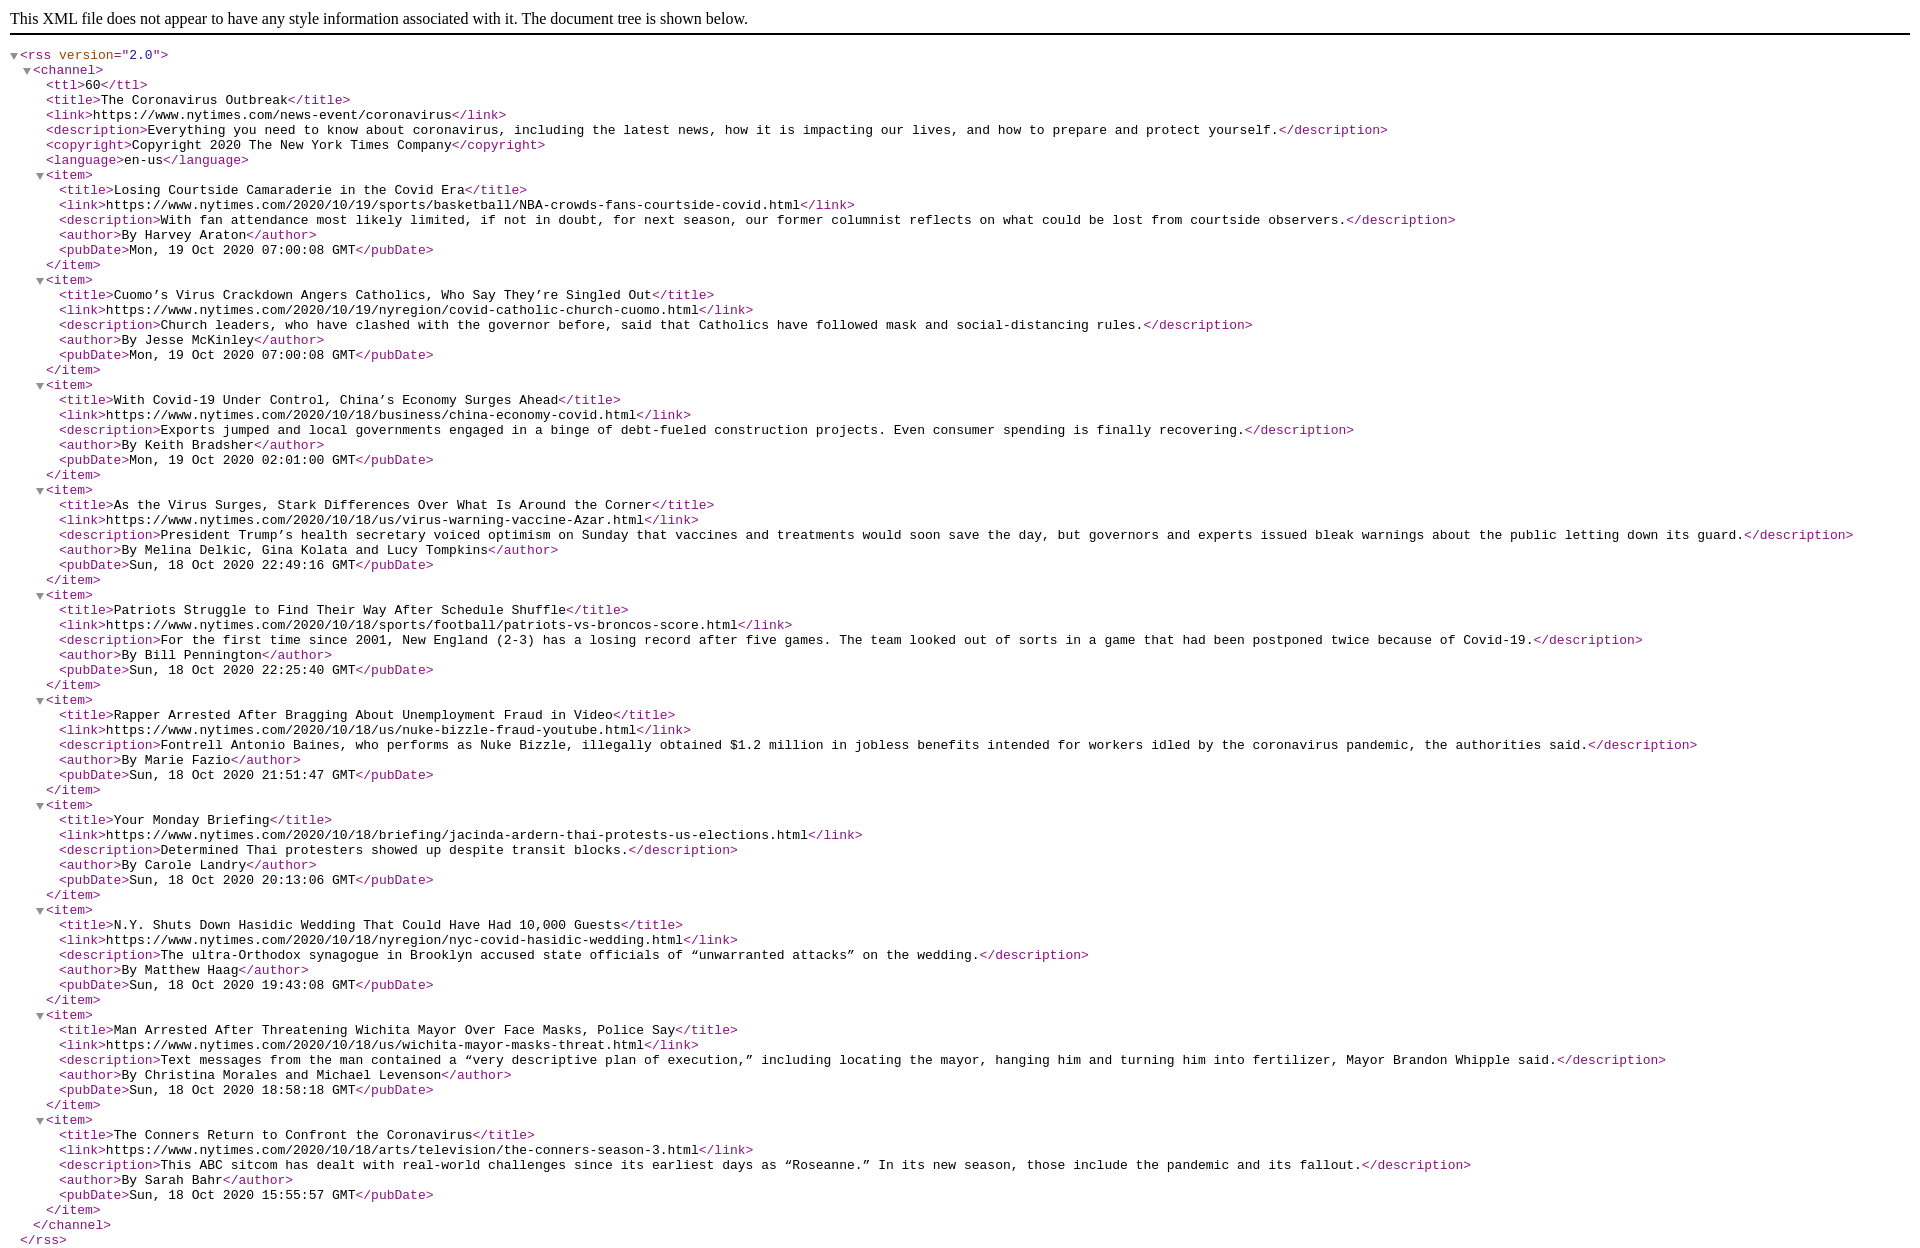 This XML file does not appear to have any style information associated with it. The document tree is shown below.
<rss version="2.0">
<channel>
<ttl>60</ttl>
<title>The Coronavirus Outbreak</title>
<link>https://www.nytimes.com/news-event/coronavirus</link>
<description>Everything you need to know about coronavirus, including the latest news, how it is impacting our lives, and how to prepare and protect yourself.</description>
<copyright>Copyright 2020 The New York Times Company</copyright>
<language>en-us</language>
<item>
<title>Losing Courtside Camaraderie in the Covid Era</title>
<link>https://www.nytimes.com/2020/10/19/sports/basketball/NBA-crowds-fans-courtside-covid.html</link>
<description>With fan attendance most likely limited, if not in doubt, for next season, our former columnist reflects on what could be lost from courtside observers.</description>
<author>By Harvey Araton</author>
<pubDate>Mon, 19 Oct 2020 07:00:08 GMT</pubDate>
</item>
<item>
<title>Cuomo’s Virus Crackdown Angers Catholics, Who Say They’re Singled Out</title>
<link>https://www.nytimes.com/2020/10/19/nyregion/covid-catholic-church-cuomo.html</link>
<description>Church leaders, who have clashed with the governor before, said that Catholics have followed mask and social-distancing rules.</description>
<author>By Jesse McKinley</author>
<pubDate>Mon, 19 Oct 2020 07:00:08 GMT</pubDate>
</item>
<item>
<title>With Covid-19 Under Control, China’s Economy Surges Ahead</title>
<link>https://www.nytimes.com/2020/10/18/business/china-economy-covid.html</link>
<description>Exports jumped and local governments engaged in a binge of debt-fueled construction projects. Even consumer spending is finally recovering.</description>
<author>By Keith Bradsher</author>
<pubDate>Mon, 19 Oct 2020 02:01:00 GMT</pubDate>
</item>
<item>
<title>As the Virus Surges, Stark Differences Over What Is Around the Corner</title>
<link>https://www.nytimes.com/2020/10/18/us/virus-warning-vaccine-Azar.html</link>
<description>President Trump’s health secretary voiced optimism on Sunday that vaccines and treatments would soon save the day, but governors and experts issued bleak warnings about the public letting down its guard.</description>
<author>By Melina Delkic, Gina Kolata and Lucy Tompkins</author>
<pubDate>Sun, 18 Oct 2020 22:49:16 GMT</pubDate>
</item>
<item>
<title>Patriots Struggle to Find Their Way After Schedule Shuffle</title>
<link>https://www.nytimes.com/2020/10/18/sports/football/patriots-vs-broncos-score.html</link>
<description>For the first time since 2001, New England (2-3) has a losing record after five games. The team looked out of sorts in a game that had been postponed twice because of Covid-19.</description>
<author>By Bill Pennington</author>
<pubDate>Sun, 18 Oct 2020 22:25:40 GMT</pubDate>
</item>
<item>
<title>Rapper Arrested After Bragging About Unemployment Fraud in Video</title>
<link>https://www.nytimes.com/2020/10/18/us/nuke-bizzle-fraud-youtube.html</link>
<description>Fontrell Antonio Baines, who performs as Nuke Bizzle, illegally obtained $1.2 million in jobless benefits intended for workers idled by the coronavirus pandemic, the authorities said.</description>
<author>By Marie Fazio</author>
<pubDate>Sun, 18 Oct 2020 21:51:47 GMT</pubDate>
</item>
<item>
<title>Your Monday Briefing</title>
<link>https://www.nytimes.com/2020/10/18/briefing/jacinda-ardern-thai-protests-us-elections.html</link>
<description>Determined Thai protesters showed up despite transit blocks.</description>
<author>By Carole Landry</author>
<pubDate>Sun, 18 Oct 2020 20:13:06 GMT</pubDate>
</item>
<item>
<title>N.Y. Shuts Down Hasidic Wedding That Could Have Had 10,000 Guests</title>
<link>https://www.nytimes.com/2020/10/18/nyregion/nyc-covid-hasidic-wedding.html</link>
<description>The ultra-Orthodox synagogue in Brooklyn accused state officials of “unwarranted attacks” on the wedding.</description>
<author>By Matthew Haag</author>
<pubDate>Sun, 18 Oct 2020 19:43:08 GMT</pubDate>
</item>
<item>
<title>Man Arrested After Threatening Wichita Mayor Over Face Masks, Police Say</title>
<link>https://www.nytimes.com/2020/10/18/us/wichita-mayor-masks-threat.html</link>
<description>Text messages from the man contained a “very descriptive plan of execution,” including locating the mayor, hanging him and turning him into fertilizer, Mayor Brandon Whipple said.</description>
<author>By Christina Morales and Michael Levenson</author>
<pubDate>Sun, 18 Oct 2020 18:58:18 GMT</pubDate>
</item>
<item>
<title>The Conners Return to Confront the Coronavirus</title>
<link>https://www.nytimes.com/2020/10/18/arts/television/the-conners-season-3.html</link>
<description>This ABC sitcom has dealt with real-world challenges since its earliest days as “Roseanne.” In its new season, those include the pandemic and its fallout.</description>
<author>By Sarah Bahr</author>
<pubDate>Sun, 18 Oct 2020 15:55:57 GMT</pubDate>
</item>
</channel>
</rss>